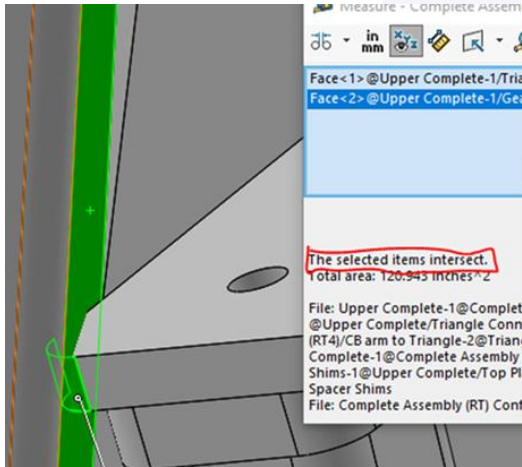 Measure - Complete Assem
in
mm
Face<1>@Upper Complete-1/Tria
Face<2>@Upper Complete-1/Gea
The selected items intersect.
Total area: 120.943 inches^2
File: Upper Complete-1@Complet
@Upper Complete/Triangle Conn
(RT4)/CB arm to Triangle-2@Triang
Complete-1@Complete Assembly
Shims-1@Upper Complete/Top Pl
Spacer Shims
File: Complete Assembly (RT) Conf